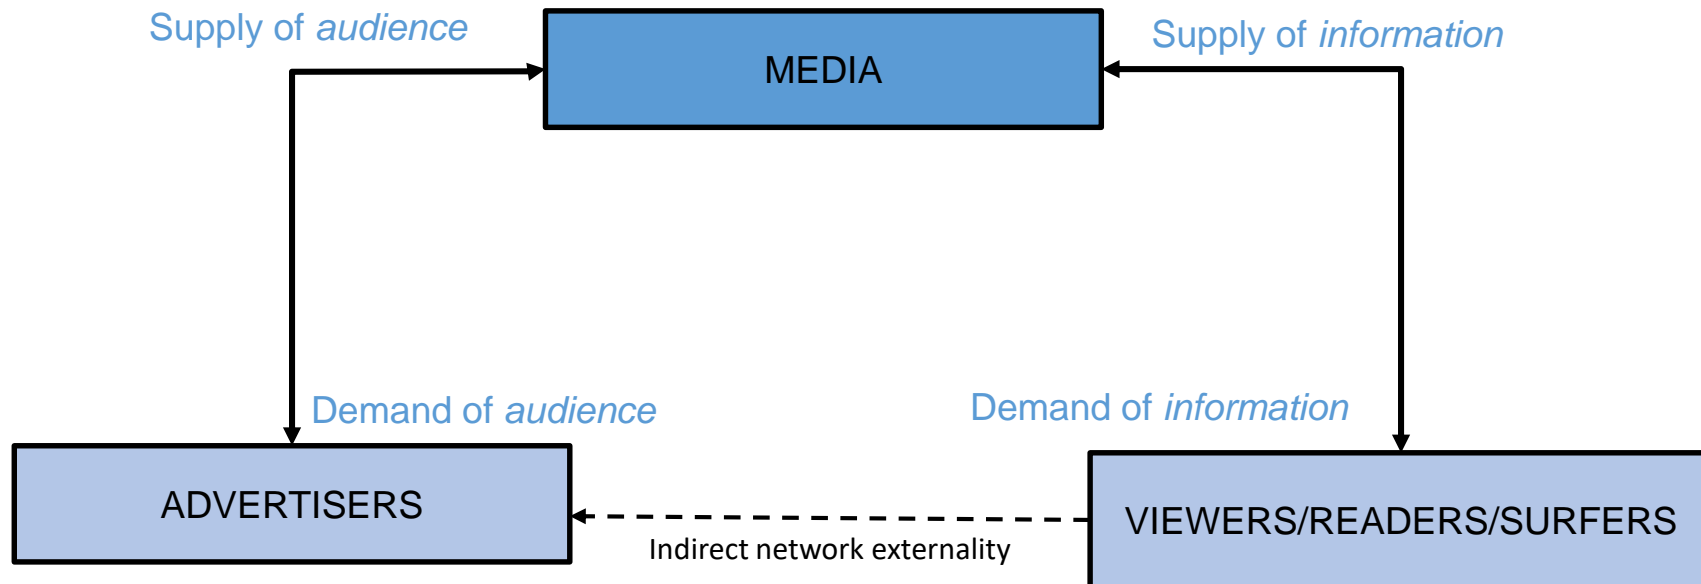 Supply of audience
MEDIA
Supply of information
Demand of audience
Demand of information
ADVERTISERS
VIEWERS/READERS/SURFERS
Indirect network externality